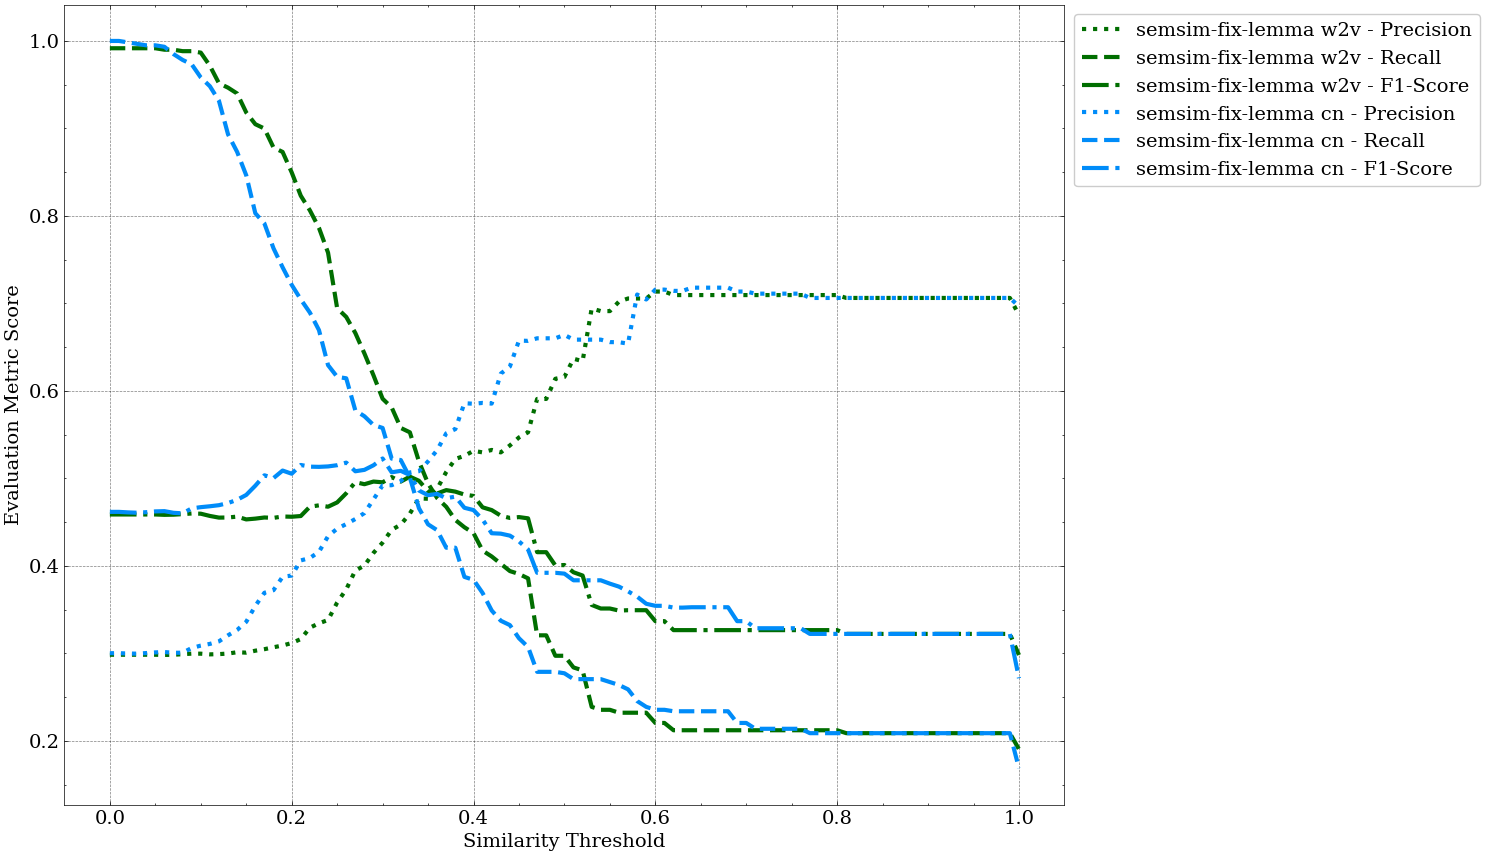 1.0
0.8
0.6
0.4
0.2
Evaluation Metric Score
0.0 0.2 0.4 0.6 0.8 1.0
Similarity Threshold
semsim-fix-lemma w2v - Precision
semsim-fix-lemma w2v - Recall
semsim-fix-lemma w2v - F1-Score
semsim-fix-lemma cn - Precision
semsim-fix-lemma cn - Recall
semsim-fix-lemma cn - F1-Score